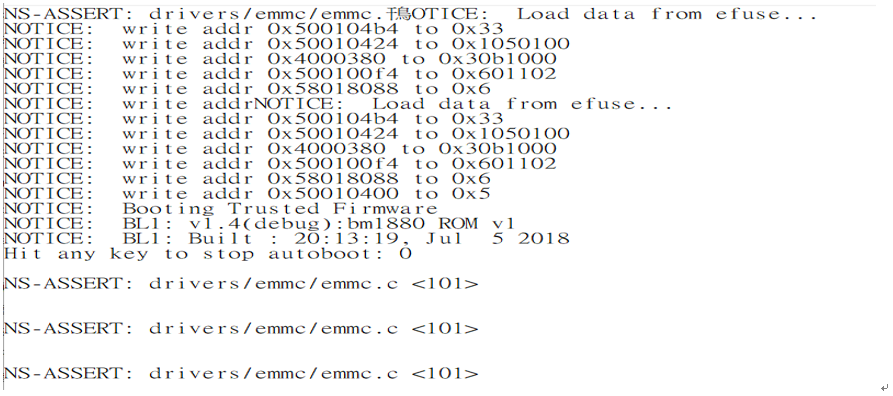 NS-ASSERT: drivers/emmc/emmc.鿍OTICE:  Load data from efuse...
NOTICE:  write addr 0x500104b4 to 0x33
NOTICE:  write addr 0x50010424 to 0x1050100
NOTICE:  write addr 0x4000380 to 0x30b1000
NOTICE:  write addr 0x500100f4 to 0x601102
NOTICE:  write addr 0x58018088 to 0x6
NOTICE:  write addrNOTICE:  Load data from efuse...
NOTICE:  write addr 0x500104b4 to 0x33
NOTICE:  write addr 0x50010424 to 0x1050100
NOTICE:  write addr 0x4000380 to 0x30b1000
NOTICE:  write addr 0x500100f4 to 0x601102
NOTICE:  write addr 0x58018088 to 0x6
NOTICE:  write addr 0x50010400 to 0x5
NOTICE:  Booting Trusted Firmware
NOTICE:  BL1: v1.4(debug):bm1880 ROM v1
NOTICE:  BL1: Built : 20:13:19, Jul  5 2018
Hit any key to stop autoboot: 0
NS-ASSERT: drivers/emmc/emmc.c <101>
NS-ASSERT: drivers/emmc/emmc.c <101>
NS-ASSERT: drivers/emmc/emmc.c <101>